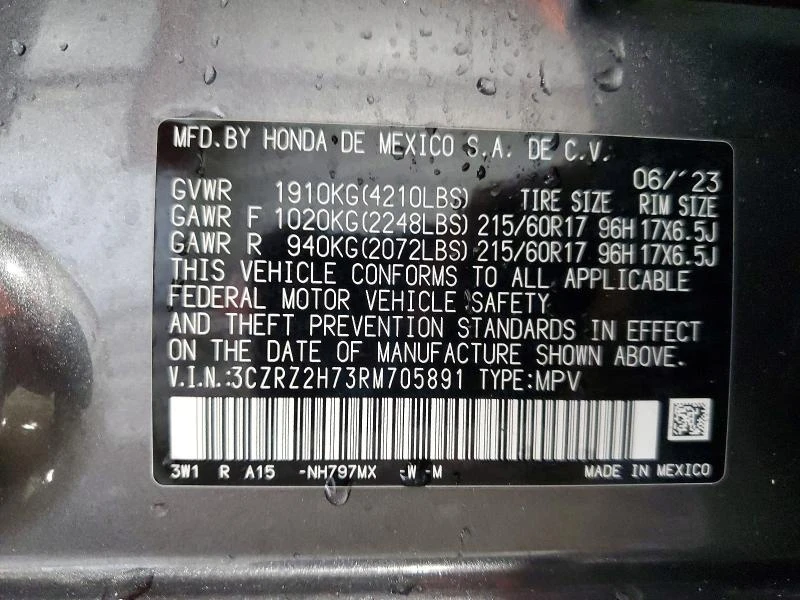 MFD.BY HONDA DE MEXICO S.A. DE C.V.
06/'23
GVWR 1910KG(4210LBS) TIRE SIZE RIM SIZE
GAWR F 1020KG(2248LBS) 215/60R17 96H 17X6.5J
GAWR R 940KG(2072LBS) 215/60R17 96H 17X6.5J
THIS VEHICLE CONFORMS TO ALL APPLICABLE
FEDERAL MOTOR VEHICLE SAFETY
AND THEFT PREVENTION STANDARDS IN EFFECT
ON THE DATE OF MANUFACTURE SHOWN ABOVE.
V.I.N.:3CZRZ2H73RM705891 TYPE:MPV
3W1 R A15 -NH797MX -W -M MADE IN MEXICO